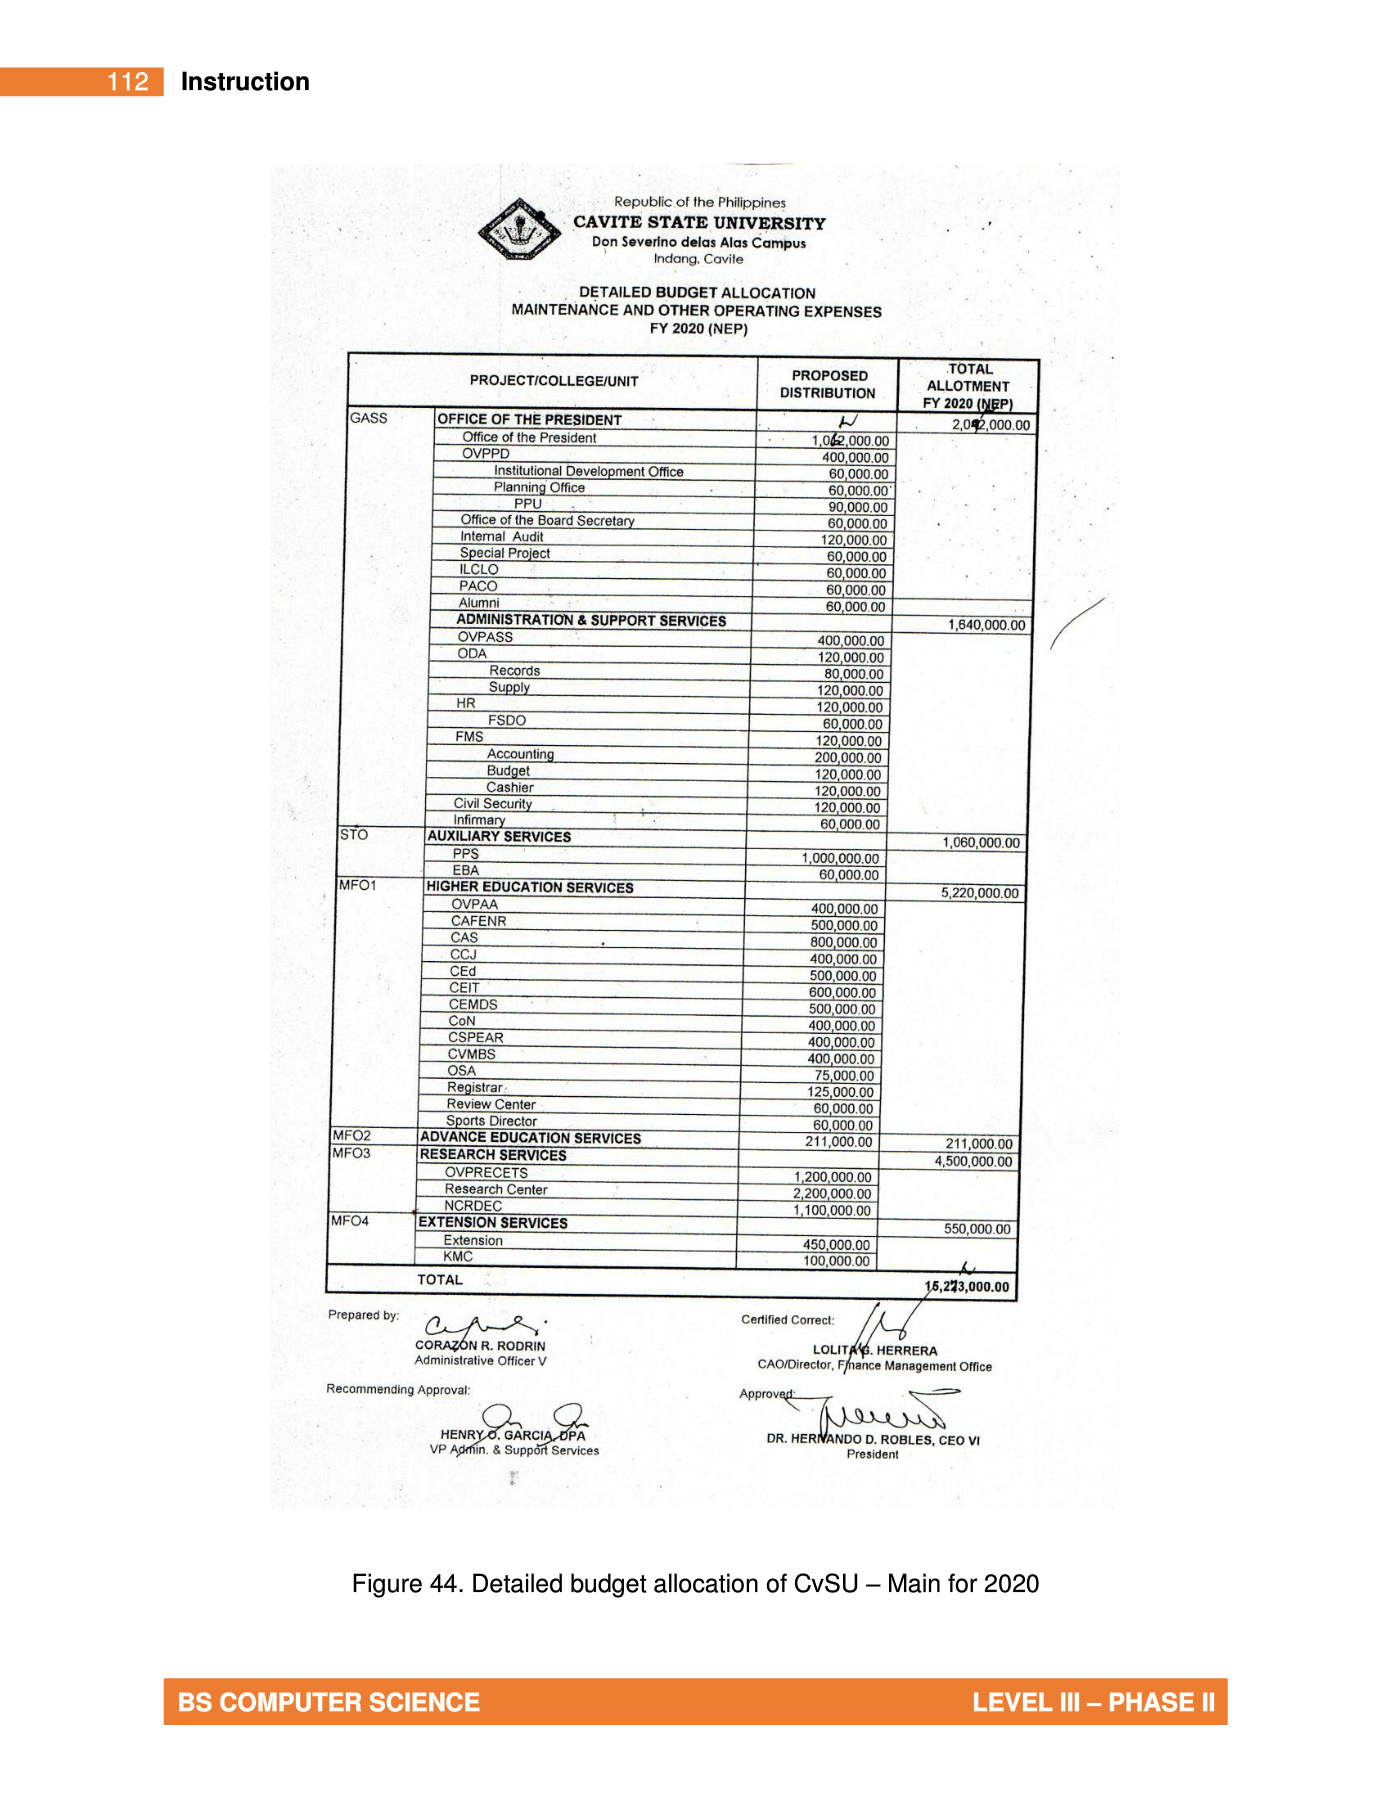 112 Instruction
Republic of the Philippines
CAVITE STATE UNIVERSITY
Don Severino delas Alas Campus
Indang, Cavite
DETAILED BUDGET ALLOCATION
MAINTENANCE AND OTHER OPERATING EXPENSES
FY 2020 (NEP)
PROJECT/COLLEGE/UNIT PROPOSED DISTRIBUTION TOTAL ALLOTMENT FY 2020 (NEP)
GASS OFFICE OF THE PRESIDENT
Office of the President
OVPPD 400,000.00
Institutional Development Office 60,000.00
Planning Office 60,000.00
PPU 90,000.00
Office of the Board Secretary 60,000.00
Internal Audit 120,000.00
Special Project 60,000.00
ILCLO 60,000.00
PACO 60,000.00
Alumni 60,000.00
ADMINISTRATION & SUPPORT SERVICES 1,640,000.00
OVPASS 400,000.00
ODA 120,000.00
Records 80,000.00
Supply 120,000.00
HR 120,000.00
FSDO 60,000.00
FMS 120,000.00
Accounting 200,000.00
Budget 120,000.00
Cashier 120,000.00
Civil Security 120,000.00
Infirmary 60,000.00
STO AUXILIARY SERVICES 1,060,000.00
PPS 1,000,000.00
EBA 60,000.00
MFO1 HIGHER EDUCATION SERVICES 5,220,000.00
OVPAA 400,000.00
CAFENR 500,000.00
CAS 800,000.00
CCJ 400,000.00
CEd 500,000.00
CEIT 600,000.00
CEMDS 500,000.00
CoN 400,000.00
CSPEAR 400,000.00
CVMBS 400,000.00
OSA 75,000.00
Registrar 125,000.00
Review Center 60,000.00
Sports Director 60,000.00
MFO2 ADVANCE EDUCATION SERVICES 211,000.00 211,000.00
MFO3 RESEARCH SERVICES 4,500,000.00
OVPRECETS 1,200,000.00
Research Center 2,200,000.00
NCRDEC 1,100,000.00
MFO4 EXTENSION SERVICES 550,000.00
Extension 450,000.00
KMC 100,000.00
TOTAL
Prepared by: Certified Correct:
CORAZON R. RODRIN LOLITA G. HERRERA
Administrative Officer V CAO/Director, Finance Management Office
Recommending Approval: Approved:
HENRY O. GARCIA, DPA DR. HERNANDO D. ROBLES, CEO VI
VP Admin. & Support Services President
Figure 44. Detailed budget allocation of CvSU – Main for 2020
BS COMPUTER SCIENCE LEVEL III – PHASE II